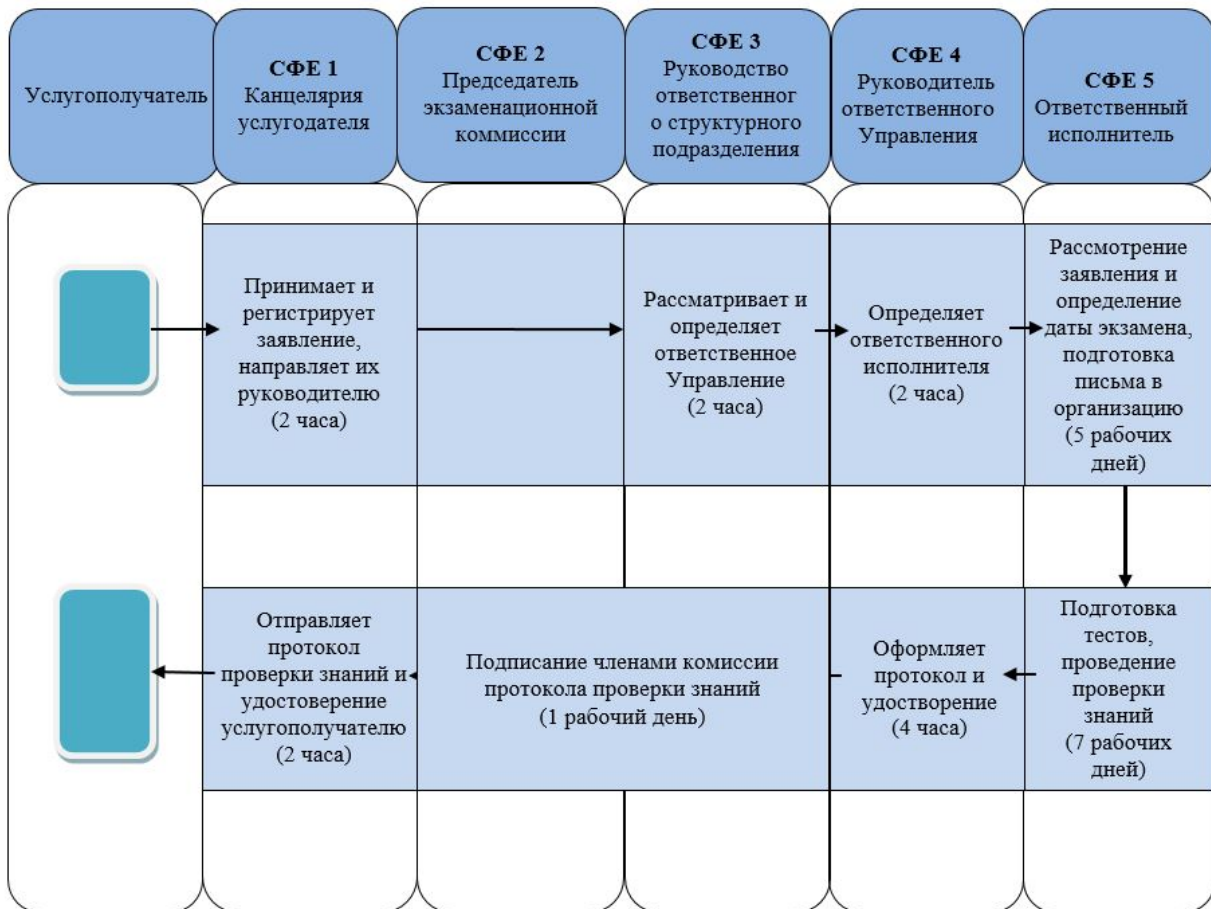 Услугополучатель
СФЕ 1
Канцелярия
услугодателя
СФЕ 2
Председатель
экзаменационной
коммиссии
СФЕ 3
Руководство
ответственног
о структурного
подразделения
СФЕ 4
Руководитель
ответственного
Управления
СФЕ 5
Ответственный
исполнитель
Принимает и
регистрирует
заявление,
направляет их
руководителю
(2 часа)
Рассматривает и
определяет
ответственное
Управление
(2 часа)
Определяет
ответственного
исполнителя
(2 часа)
Рассмотрение
заявления и
определение
даты экзамена,
подготовка
письма в
организацию
(5 рабочих
дней)
Отправляет
протокол
проверки знаний и
удостоверение
услугополучателю
(2 часа)
Подписание членами комиссии
протокола проверки знаний
(1 рабочий день)
Оформляет
протокол и
удостворение
(4 часа)
Подготовка
тестов,
проведение
проверки
знаний
(7 рабочих
дней)